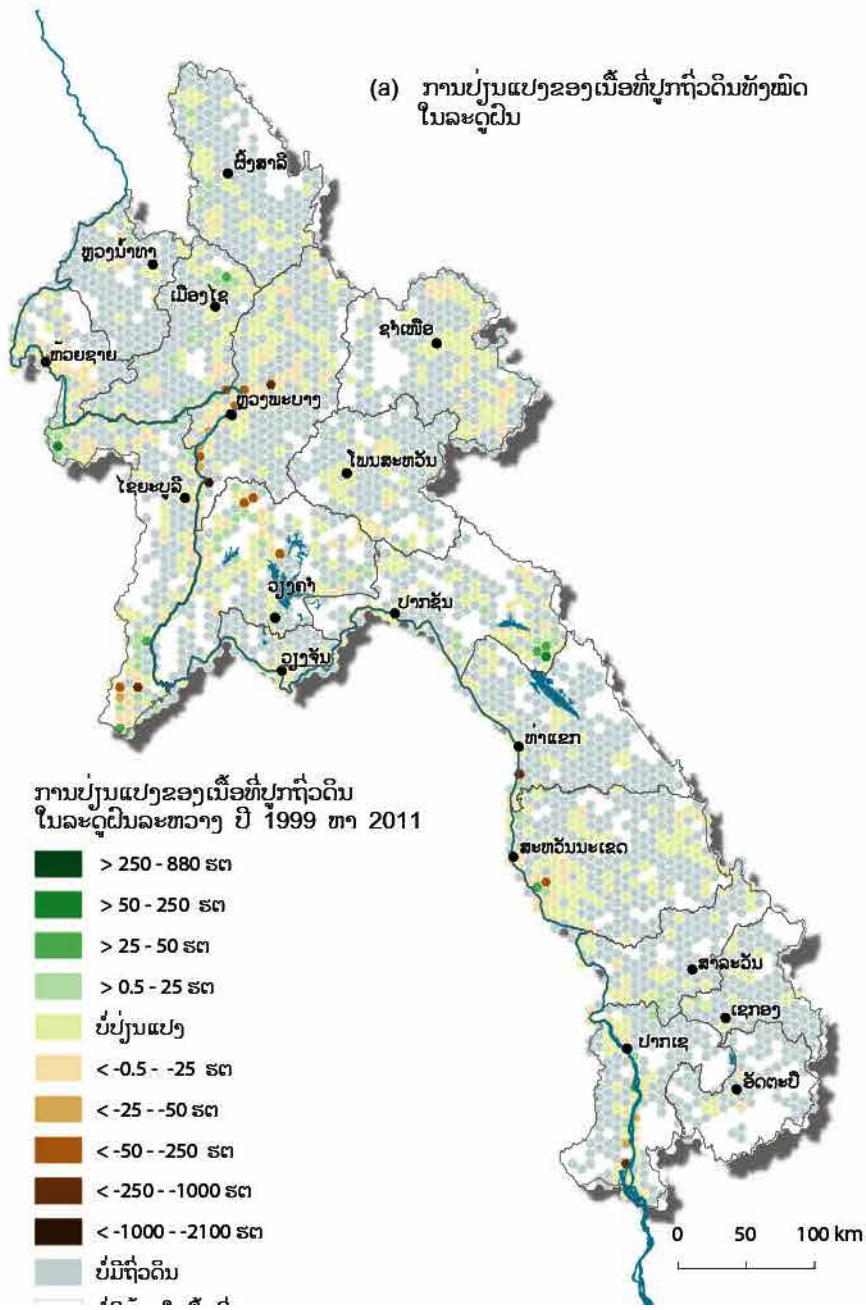 (a) ການປ່ຽນແປງຂອງເນື້ອທີ່ປູກຖົ່ວດິນທັງໝົດ
ໃນລະດູຝົນ
ຜົ້ງສາລີ
ຫຼວງນ້ຳທາ
ເມືອງໄຊ
ຊຳເໜືອ
ຫ້ວຍຊາຍ
ຫຼວງພະບາງ
ໂພນສະຫວັນ
ໄຊຍະບູລີ
ວຽງຄຳ
ປາກຊັນ
ວຽງຈັນ
ທ່າແຂກ
ສະຫວັນນະເຂດ
ສາລະວັນ
ເຊກອງ
ປາກເຊ
ອັດຕະປື
ການປ່ຽນແປງຂອງເນື້ອທີ່ປູກຖົ່ວດິນ
ໃນລະດູຝົນລະຫວ່າງ ປີ 1999 ຫາ 2011
> 250 - 880 ຮຕ
> 50 - 250 ຮຕ
> 25 - 50 ຮຕ
> 0.5 - 25 ຮຕ
ບໍ່ປ່ຽນແປງ
< -0.5 - -25 ຮຕ
< -25 - -50 ຮຕ
< -50 - -250 ຮຕ
< -250 - -1000 ຮຕ
< -1000 - -2100 ຮຕ
ບໍ່ມີຖົ່ວດິນ
0 50 100 km